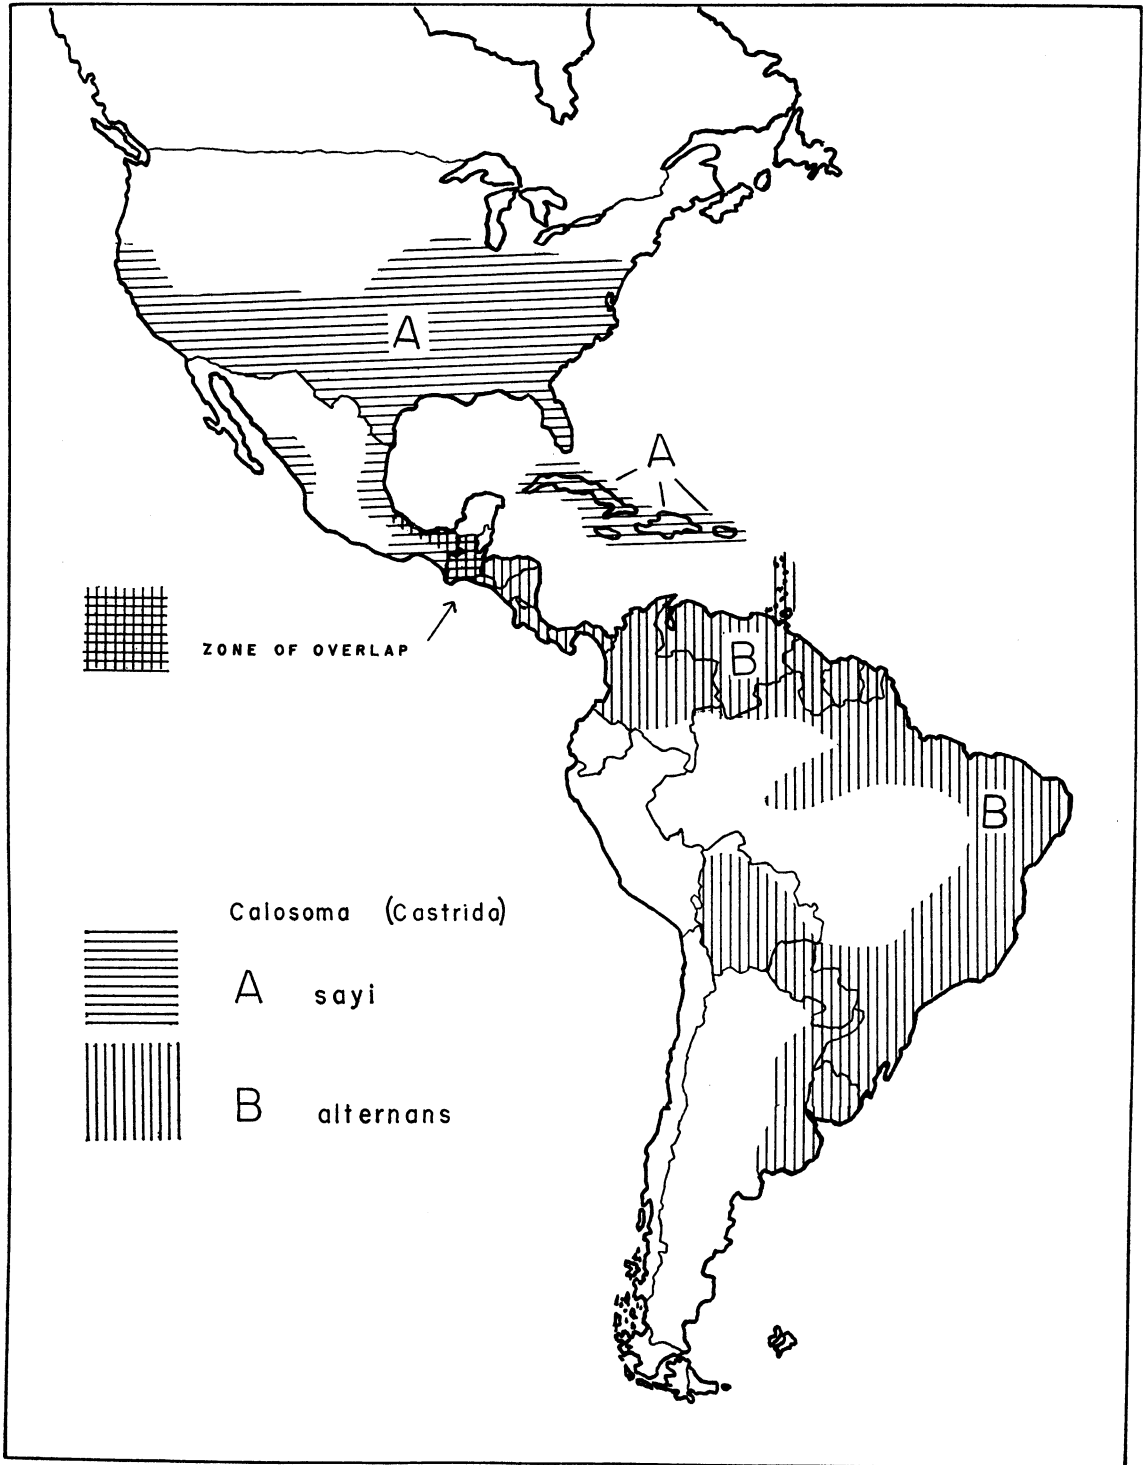 A
A
B
ZONE OF OVERLAP
B
Calosoma (Castrida)
A sayi
B alternans